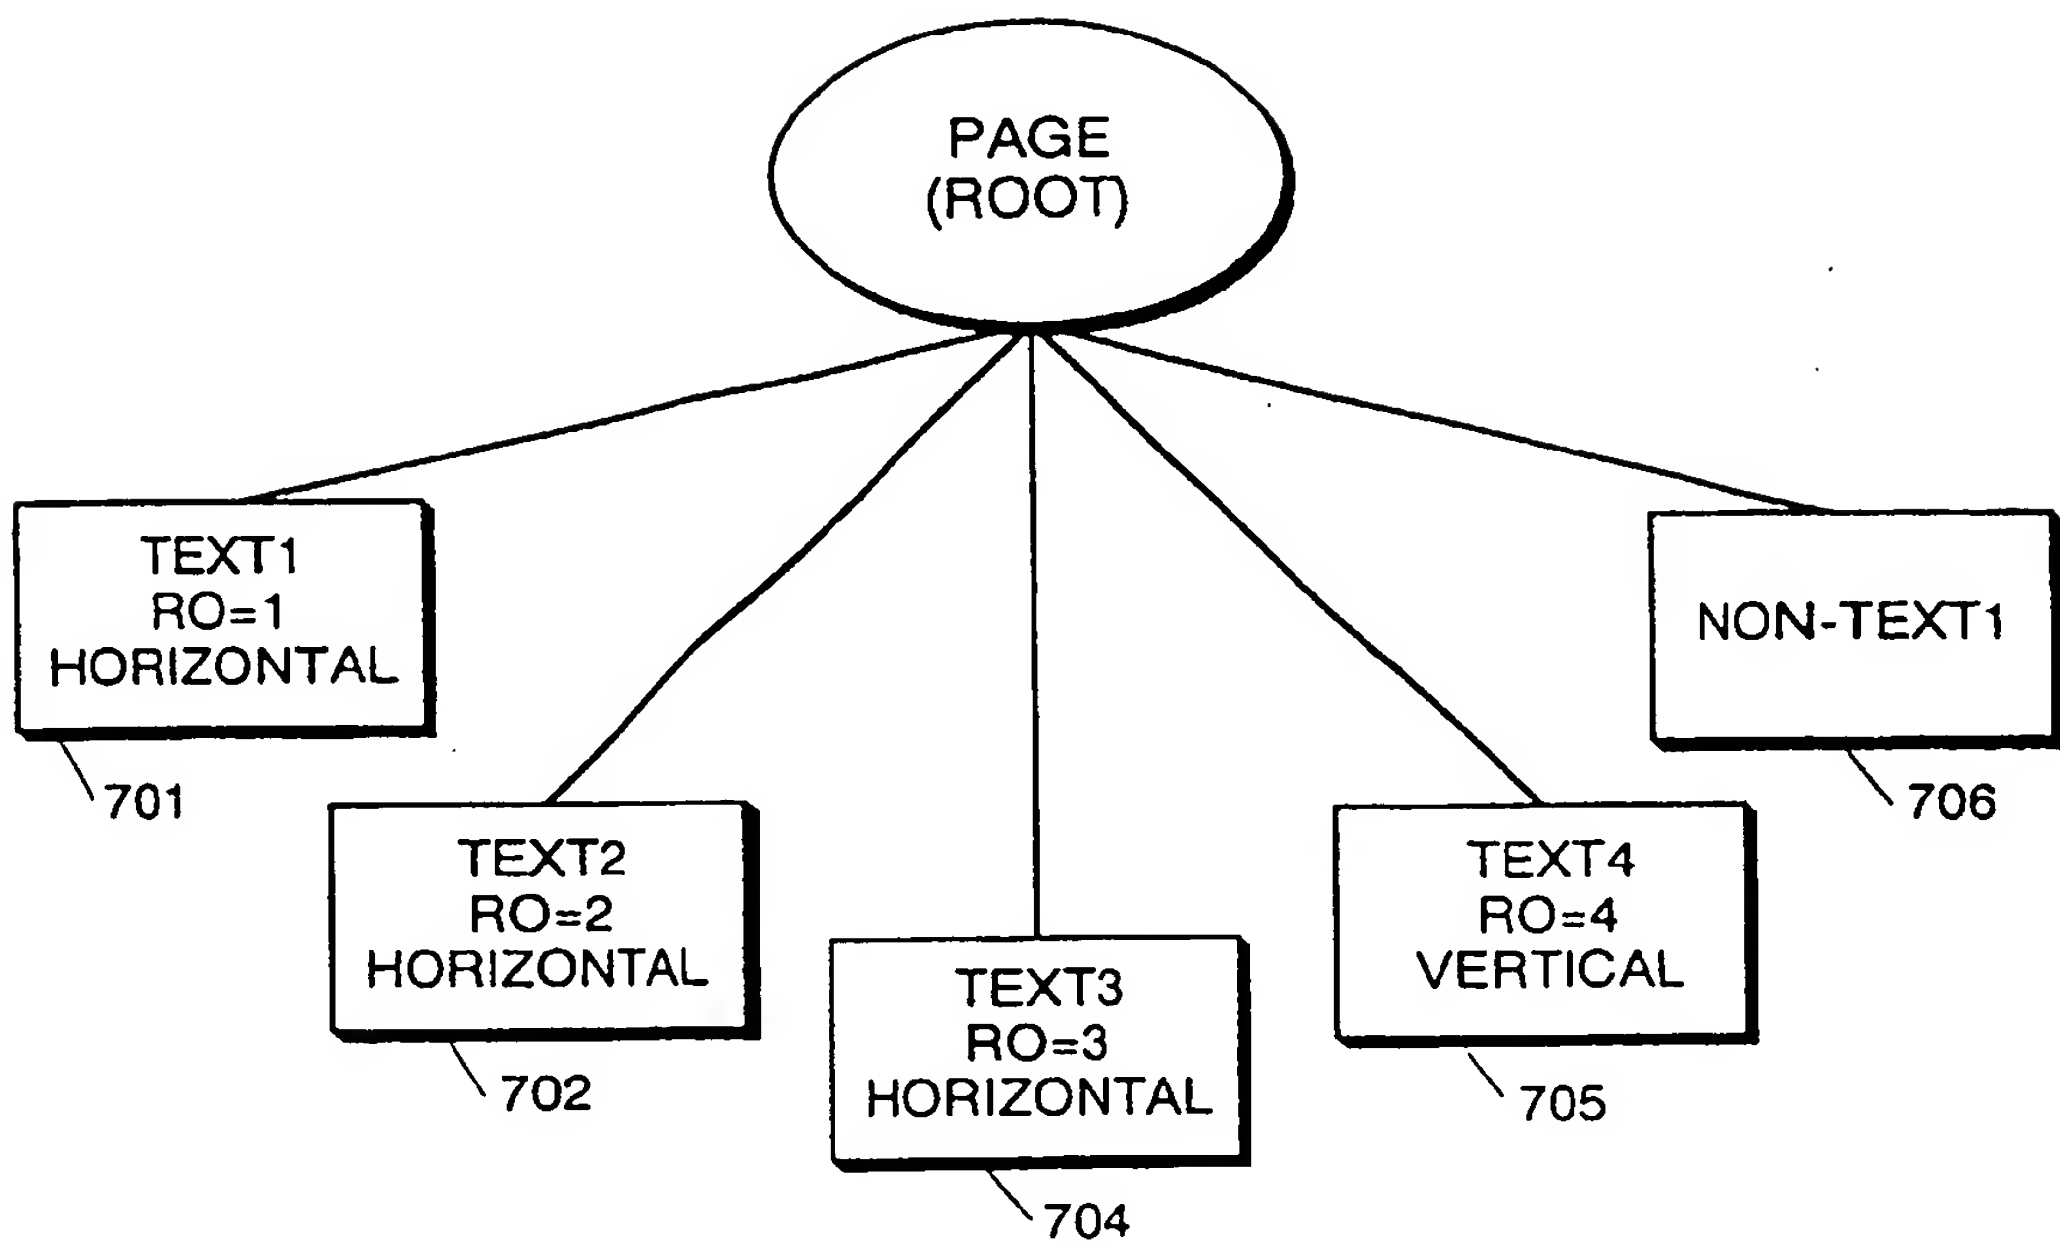 PAGE
(ROOT)
TEXT1
RO=1
HORIZONTAL
701
TEXT2
RO=2
HORIZONTAL
702
TEXT3
RO=3
HORIZONTAL
704
TEXT4
RO=4
VERTICAL
705
NON-TEXT1
706